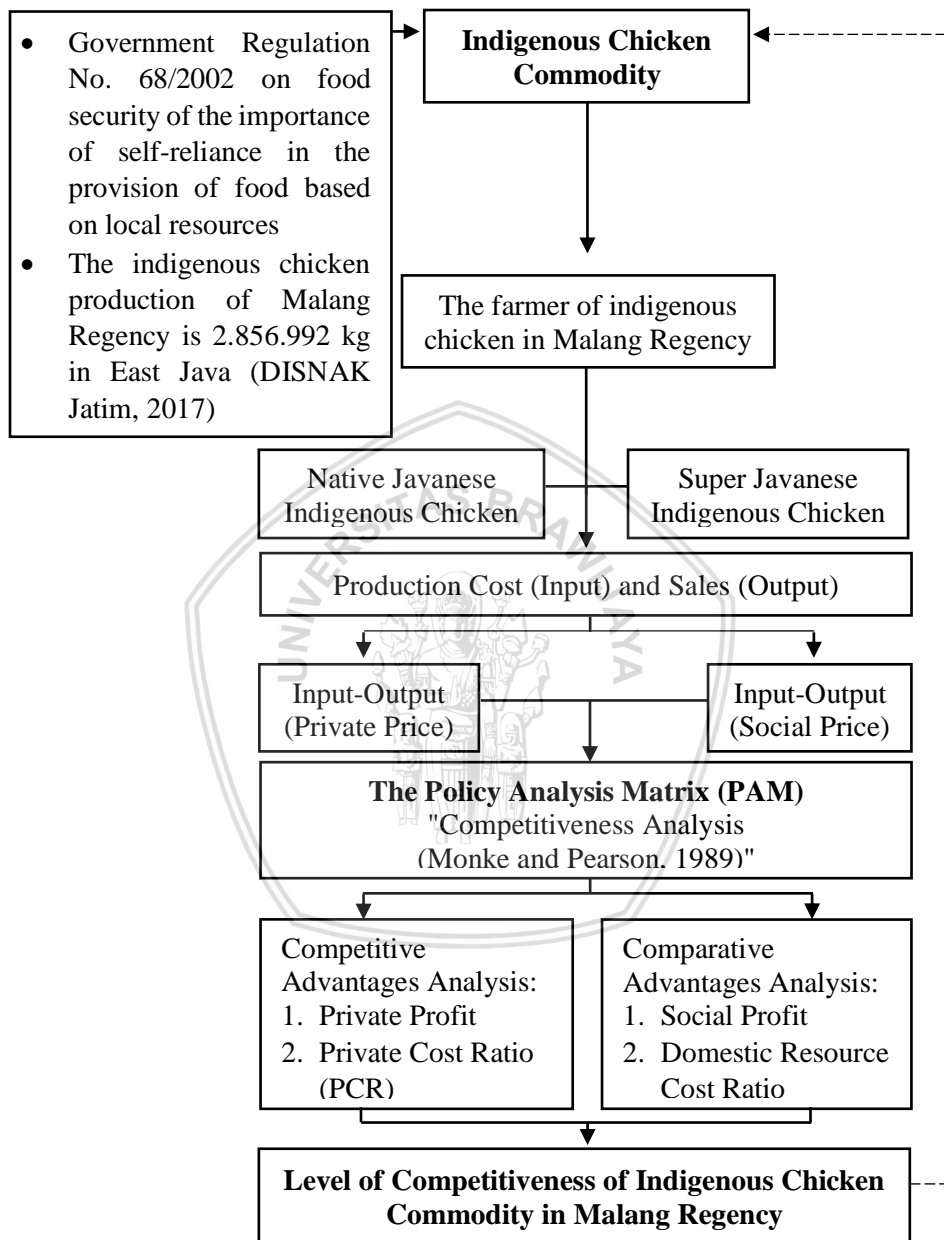 • Government Regulation
No. 68/2002 on food
security of the importance
of self-reliance in the
provision of food based
on local resources
• The indigenous chicken
production of Malang
Regency is 2.856.992 kg
in East Java (DISNAK
Jatim, 2017)
Indigenous Chicken
Commodity
The farmer of indigenous
chicken in Malang Regency
Native Javanese
Indigenous Chicken
Super Javanese
Indigenous Chicken
UNIVERSITAS BRAWIJAYA
Production Cost (Input) and Sales (Output)
Input-Output
(Private Price)
Input-Output
(Social Price)
The Policy Analysis Matrix (PAM)
"Competitiveness Analysis
(Monke and Pearson, 1989)"
Competitive
Advantages Analysis:
1. Private Profit
2. Private Cost Ratio
(PCR)
Comparative
Advantages Analysis:
1. Social Profit
2. Domestic Resource
Cost Ratio
Level of Competitiveness of Indigenous Chicken
Commodity in Malang Regency